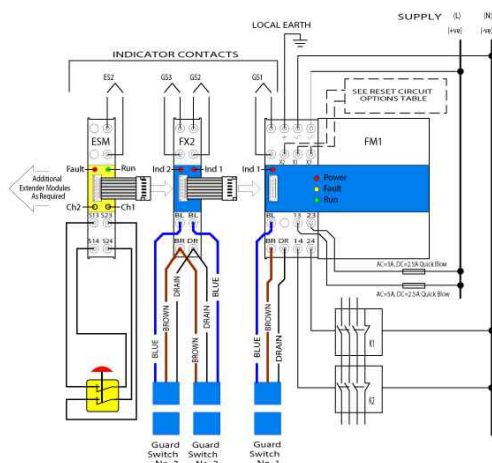 SUPPLY (L) (N)
(+ve) (-ve)
LOCAL EARTH
INDICATOR CONTACTS
ES2
GS3
GS2
GS1
SEE RESET CIRCUIT
OPTIONS TABLE
ESM
FX2
FM1
Fault
Run
Ind 2
Ind 1
Ind 1
Power
Fault
Run
Additional
Extender Modules
As Required
Ch2
Ch1
S13 S23
BL BL
BL
13 23
S14 S24
BR DR
BR DR
14 24
AC=5A, DC=2.5A Quick Blow
AC=5A, DC=2.5A Quick Blow
BLUE
BROWN
DRAIN
BROWN
DRAIN
BLUE
BLUE
BROWN
DRAIN
K1
K2
Guard
Switch
Guard
Switch
Guard
Switch